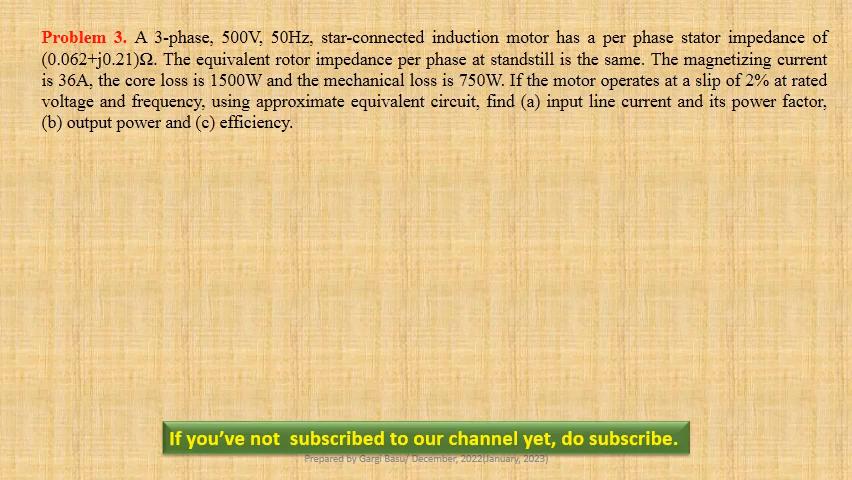 Problem 3. A 3-phase, 500V, 50Hz, star-connected induction motor has a per phase stator impedance of
(0.062+j0.21)Ω. The equivalent rotor impedance per phase at standstill is the same. The magnetizing current
is 36A, the core loss is 1500W and the mechanical loss is 750W. If the motor operates at a slip of 2% at rated
voltage and frequency, using approximate equivalent circuit, find (a) input line current and its power factor,
(b) output power and (c) efficiency.
If you’ve not subscribed to our channel yet, do subscribe.
Prepared by Gargi Basu/ December, 2022(January, 2023)